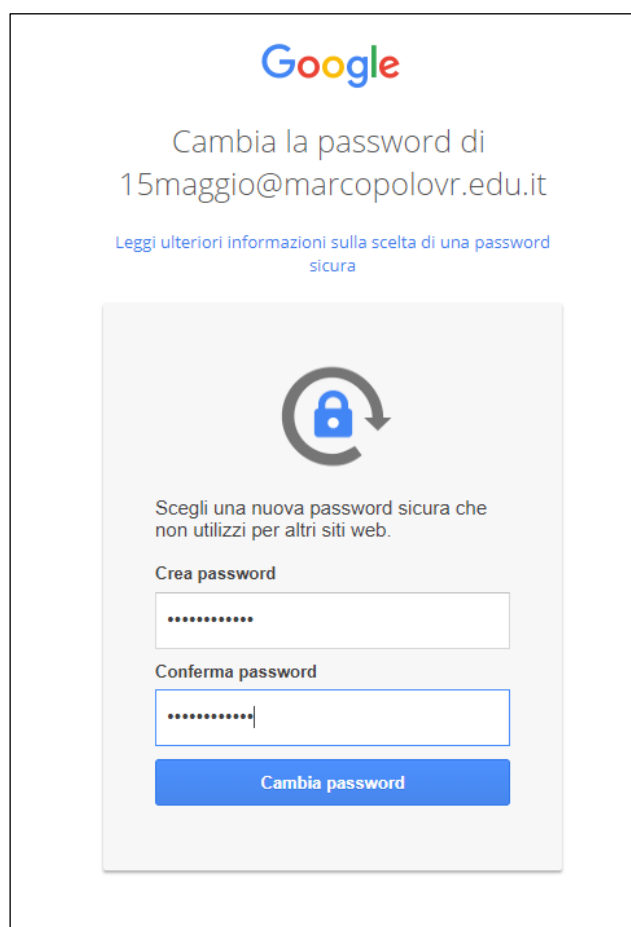 Google
Cambia la password di
15maggio@marcopolovr.edu.it
Leggi ulteriori informazioni sulla scelta di una password
sicura
Scegli una nuova password sicura che
non utilizzi per altri siti web.
Crea password
••••••••••••
Conferma password
••••••••••••
Cambia password